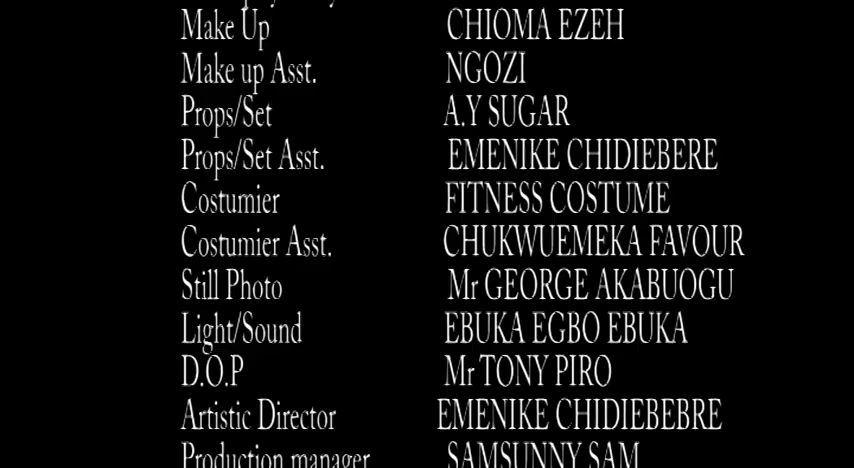 Make Up CHIOMA EZEH
Make up Asst. NGOZI
Props/Set A.Y SUGAR
Props/Set Asst. EMENIKE CHIDIEBERE
Costumier FITNESS COSTUME
Costumier Asst. CHUKWUEMEKA FAVOUR
Still Photo Mr GEORGE AKABUOGU
Light/Sound EBUKA EGBO EBUKA
D.O.P Mr TONY PIRO
Artistic Director EMENIKE CHIDIEBEBRE
Production manager SAMSUNNY SAM